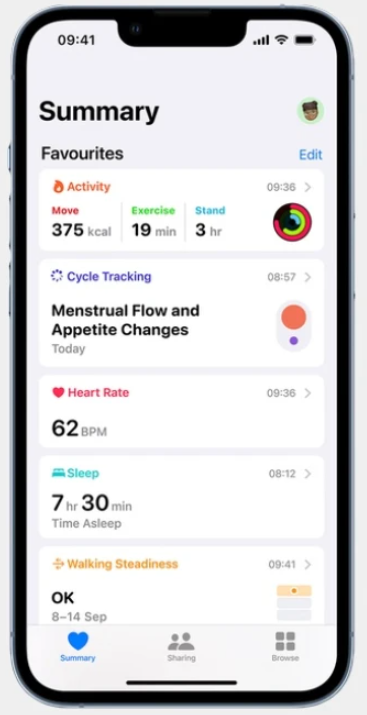 09:41
Summary
Favourites
Edit
Activity
09:36
Move
Exercise
Stand
375 kcal
19 min
3 hr
Cycle Tracking
08:57
Menstrual Flow and
Appetite Changes
Today
Heart Rate
09:36
62 BPM
Sleep
08:12
7 hr 30 min
Time Asleep
Walking Steadiness
09:41
OK
8–14 Sep
Summary
Sharing
Browse